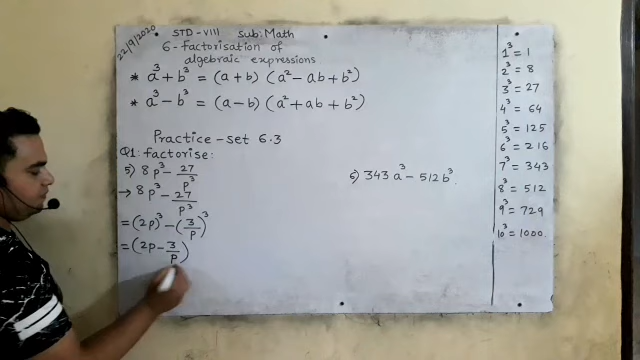 22/9/2020
STD-VIII Sub: Math
6-Factorisation of
algebraic expressions
* a³ + b³ = (a+b) (a² - ab + b²)
* a³ - b³ = (a-b) (a² + ab + b²)
Practice-set 6.3
Q1: factorise:
5) 8p³ - 27/p³
→ 8p³ - 27/p³
= (2p)³ - (3/p)³
= (2p - 3/p)
6) 343a³ - 512b³.
1³ = 1
2³ = 8
3³ = 27
4³ = 64
5³ = 125
6³ = 216
7³ = 343
8³ = 512
9³ = 729
10³ = 1000